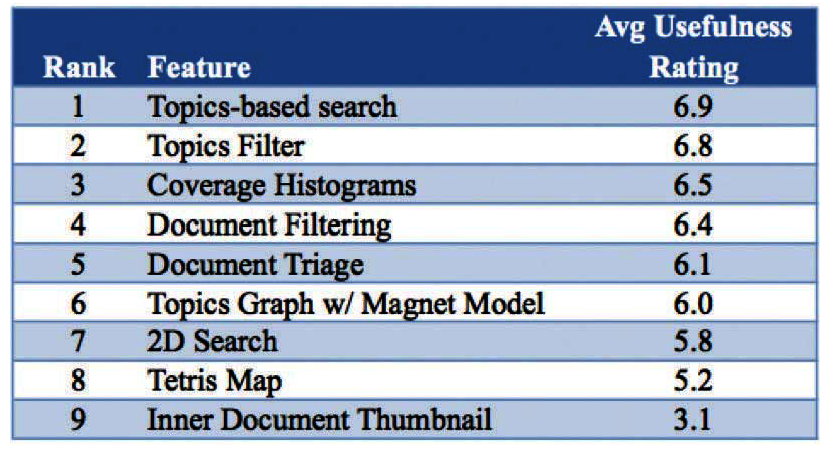 Avg Usefulness
Rank Feature Rating
1 Topics-based search 6.9
2 Topics Filter 6.8
3 Coverage Histograms 6.5
4 Document Filtering 6.4
5 Document Triage 6.1
6 Topics Graph w/ Magnet Model 6.0
7 2D Search 5.8
8 Tetris Map 5.2
9 Inner Document Thumbnail 3.1